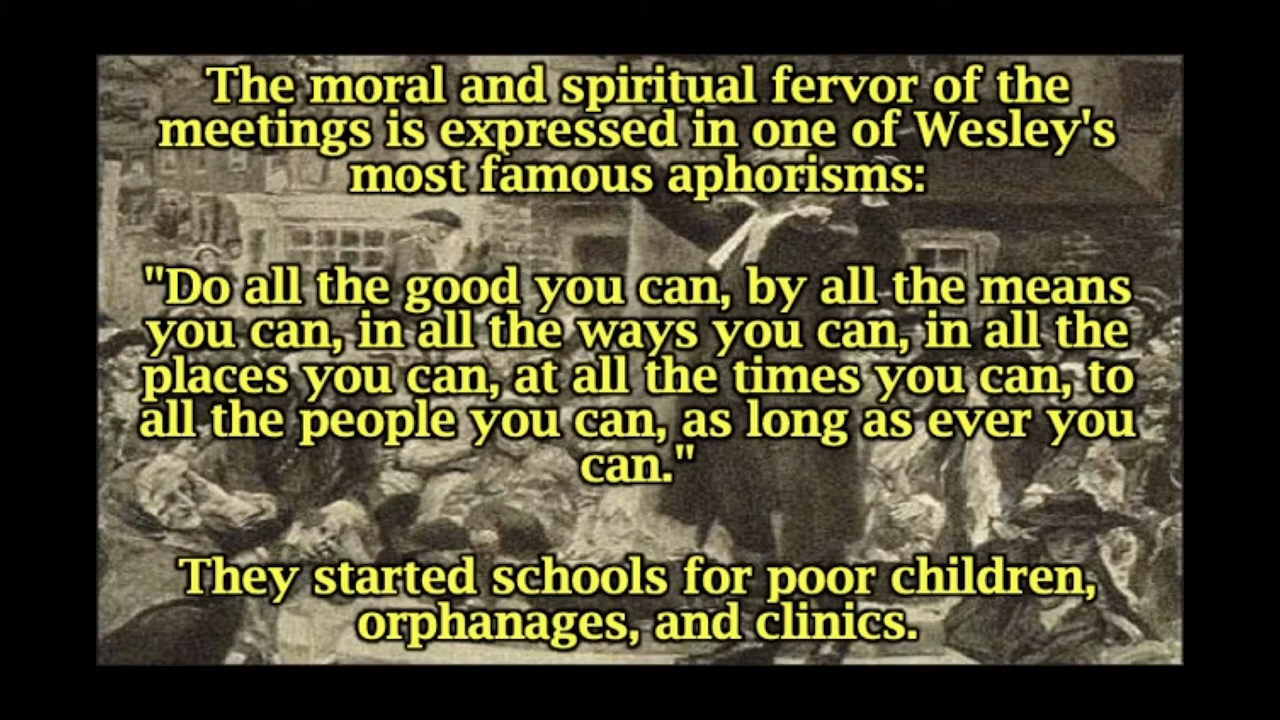 The moral and spiritual fervor of the
meetings is expressed in one of Wesley's
most famous aphorisms:
"Do all the good you can, by all the means
you can, in all the ways you can, in all the
places you can, at all the times you can, to
all the people you can, as long as ever you
can."
They started schools for poor children,
orphanages, and clinics.